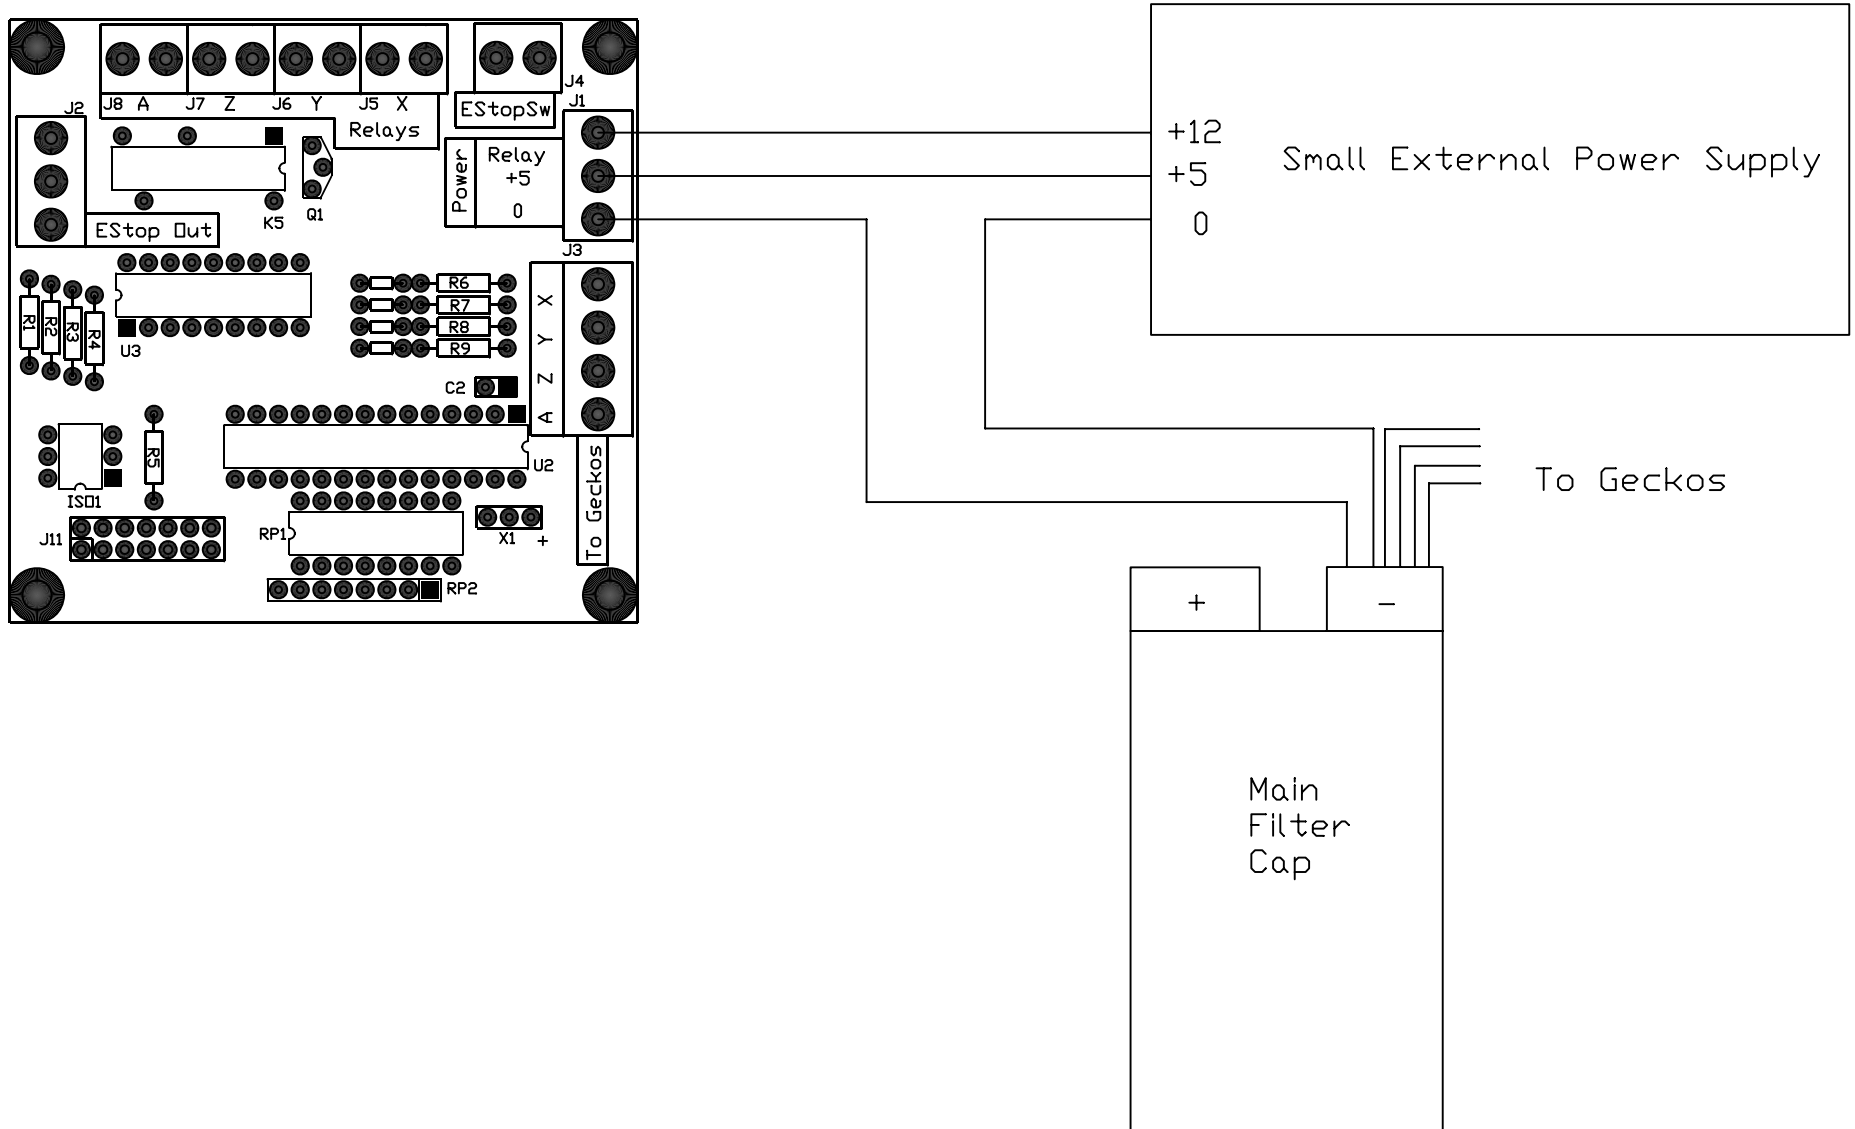 J4
J8 A J7 Z J6 Y J5 X
J2
J1
EStopSw
Relays
Power
Relay
+5
0
K5
Q1
EStop Out
J3
R1
R2
R3
R4
U3
R6
R7
R8
R9
X
Y
Z
A
C2
R5
U2
ISO1
J11
RP1
X1 +
RP2
To Geckos
+12
+5
0
Small External Power Supply
To Geckos
+
-
Main
Filter
Cap